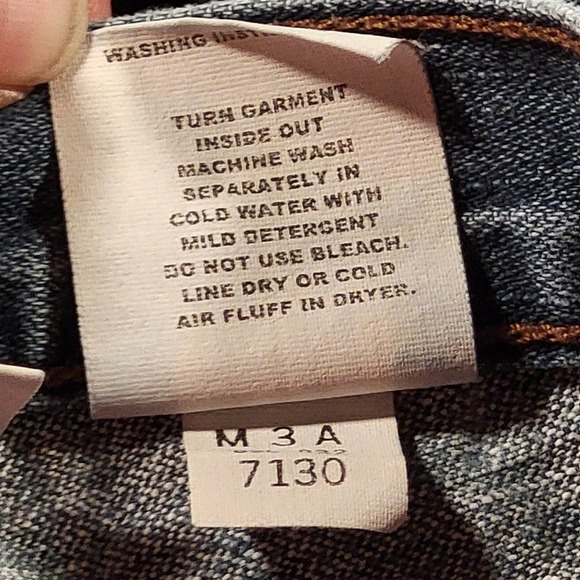 WASHING
TURN GARMENT
INSIDE OUT
MACHINE WASH
SEPARATELY IN
COLD WATER WITH
MILD DETERGENT
DO NOT USE BLEACH.
LINE DRY OR COLD
AIR FLUFF IN DRYER.
M 3 A
7130